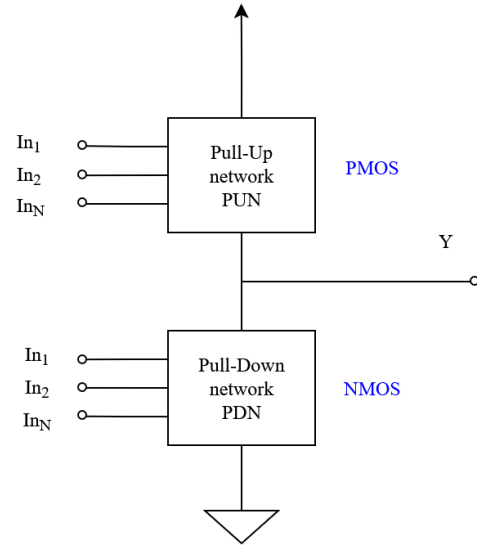 In₁
In₂
Inₙ
Pull-Up
network
PUN
PMOS
Y
In₁
In₂
Inₙ
Pull-Down
network
PDN
NMOS